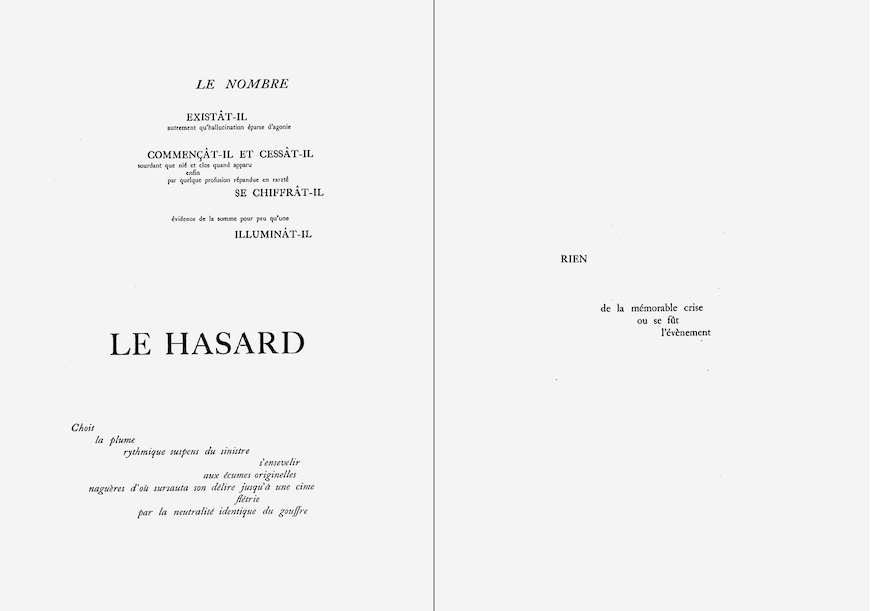 LE NOMBRE
EXISTÂT-IL
autrement qu'hallucination éparse d'agonie
COMMENÇÂT-IL ET CESSÂT-IL
sourdant que nié et clos quand apparu
enfin
par quelque profusion répandue en rareté
SE CHIFFRÂT-IL
évidence de la somme pour peu qu'une
ILLUMINÂT-IL
LE HASARD
Choit
la plume
rythmique suspens du sinistre
s'ensevelir
aux écumes originelles
naguères d'où sursauta son délire jusqu'à une cime
flétrie
par la neutralité identique du gouffre
RIEN
de la mémorable crise
ou se fût
l'évènement